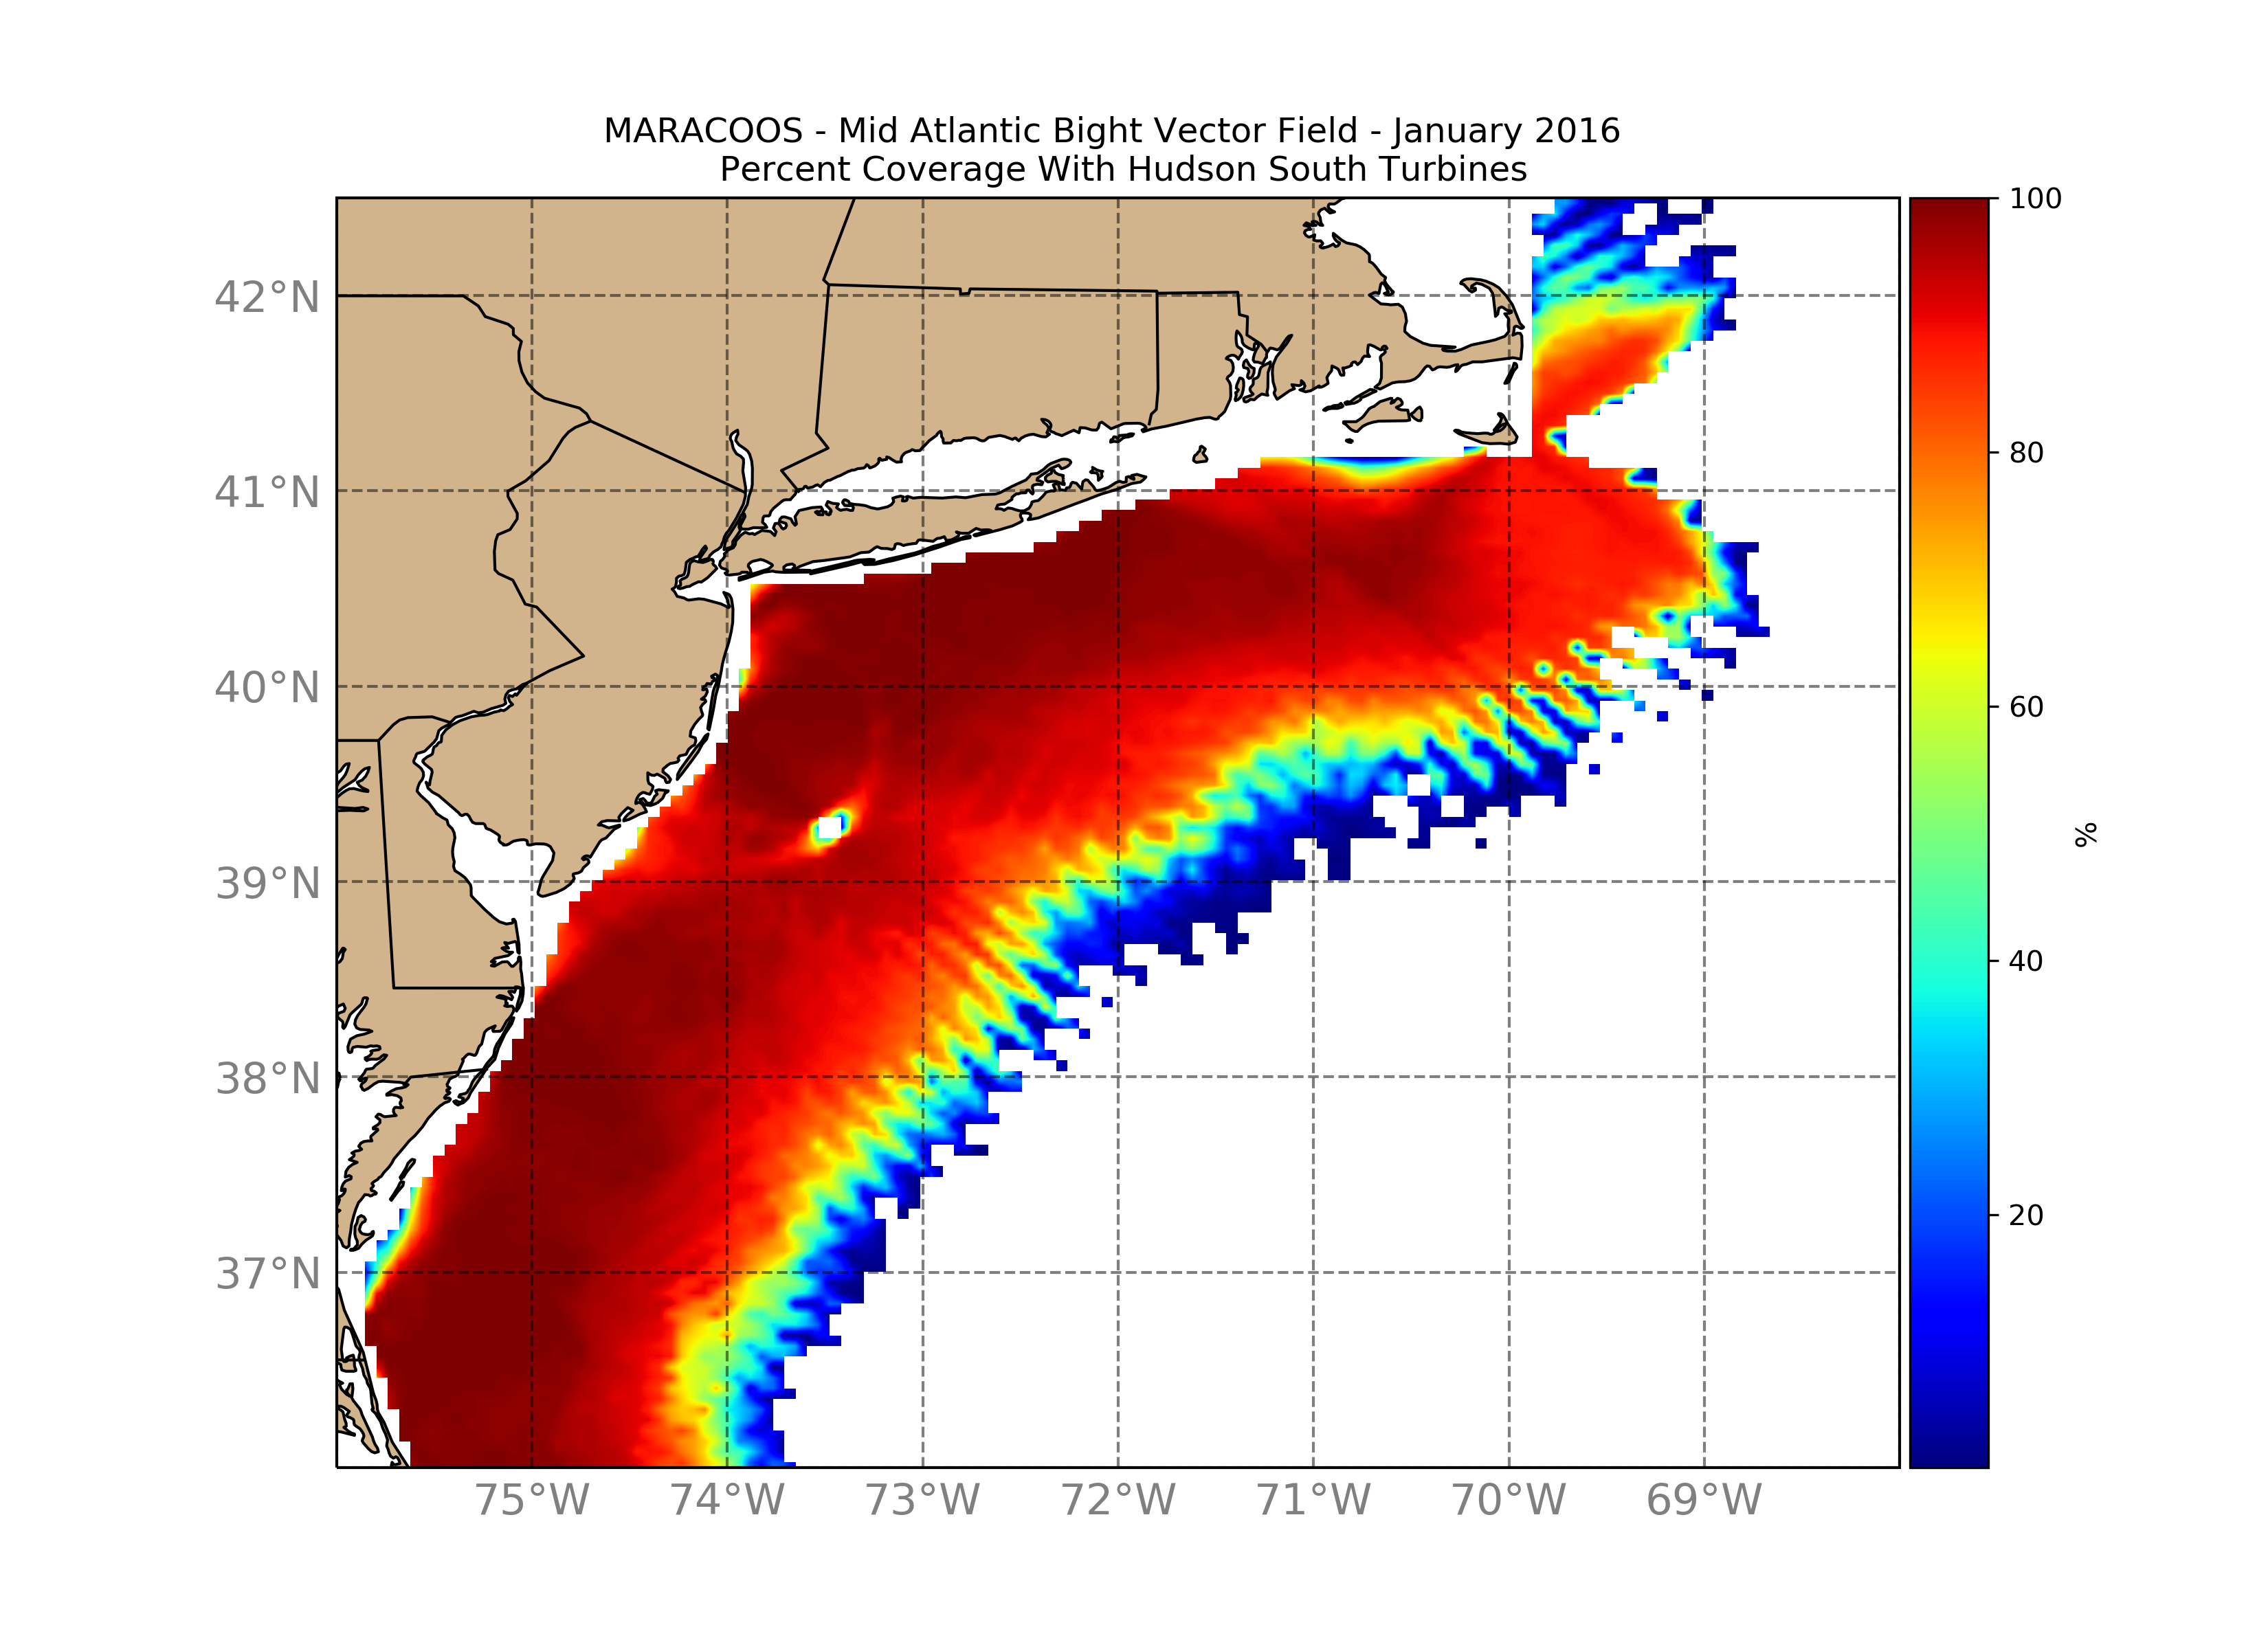 MARACOOS - Mid Atlantic Bight Vector Field - January 2016
Percent Coverage With Hudson South Turbines
42°N
41°N
40°N
39°N
38°N
37°N
75°W 74°W 73°W 72°W 71°W 70°W 69°W
100
80
60
40
20
%